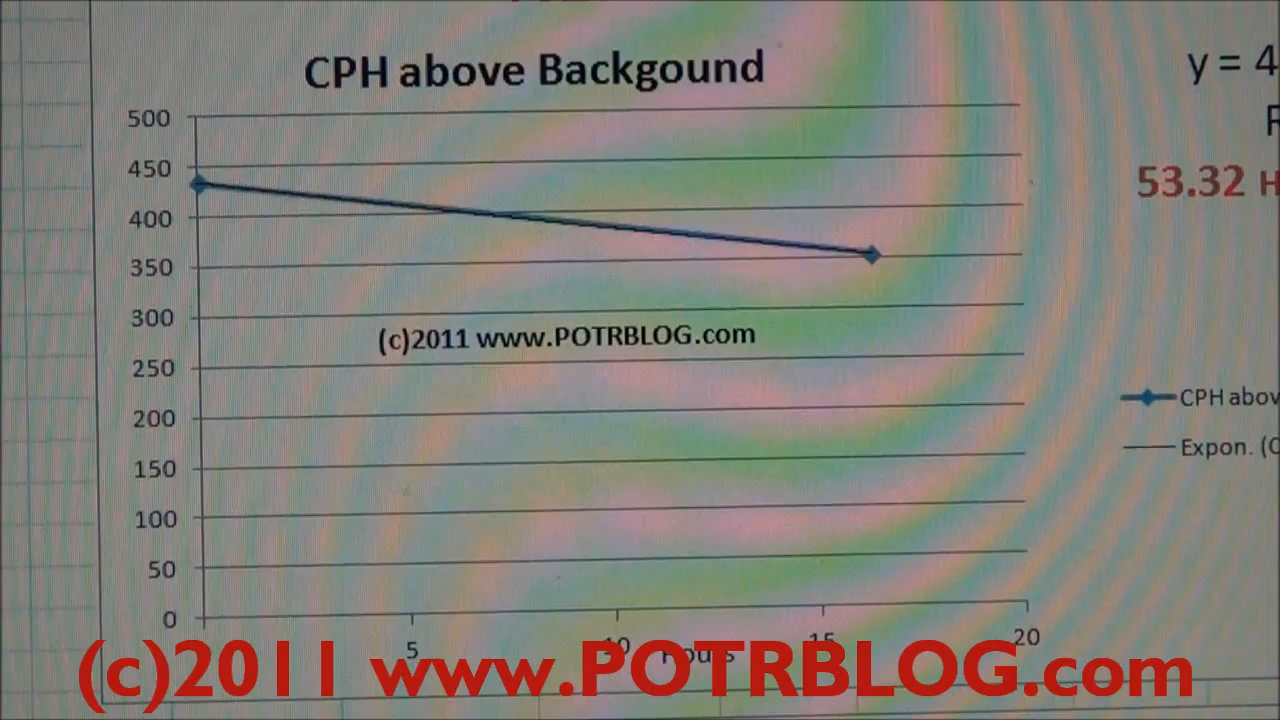 CPH above Backgound
500
450
400
350
300
250
200
150
100
50
0
5
10
15
20
Hours
(c)2011 www.POTRBLOG.com
y = 4
53.32
CPH abov
Expon. (C
(c)2011 www.POTRBLOG.com